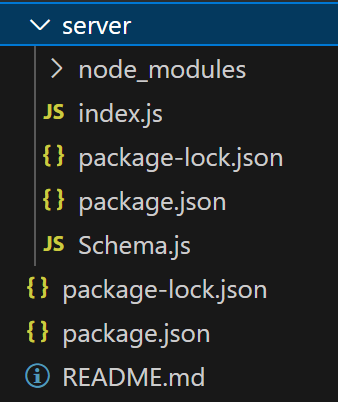 server
node_modules
JS index.js
{} package-lock.json
{} package.json
JS Schema.js
{} package-lock.json
{} package.json
README.md